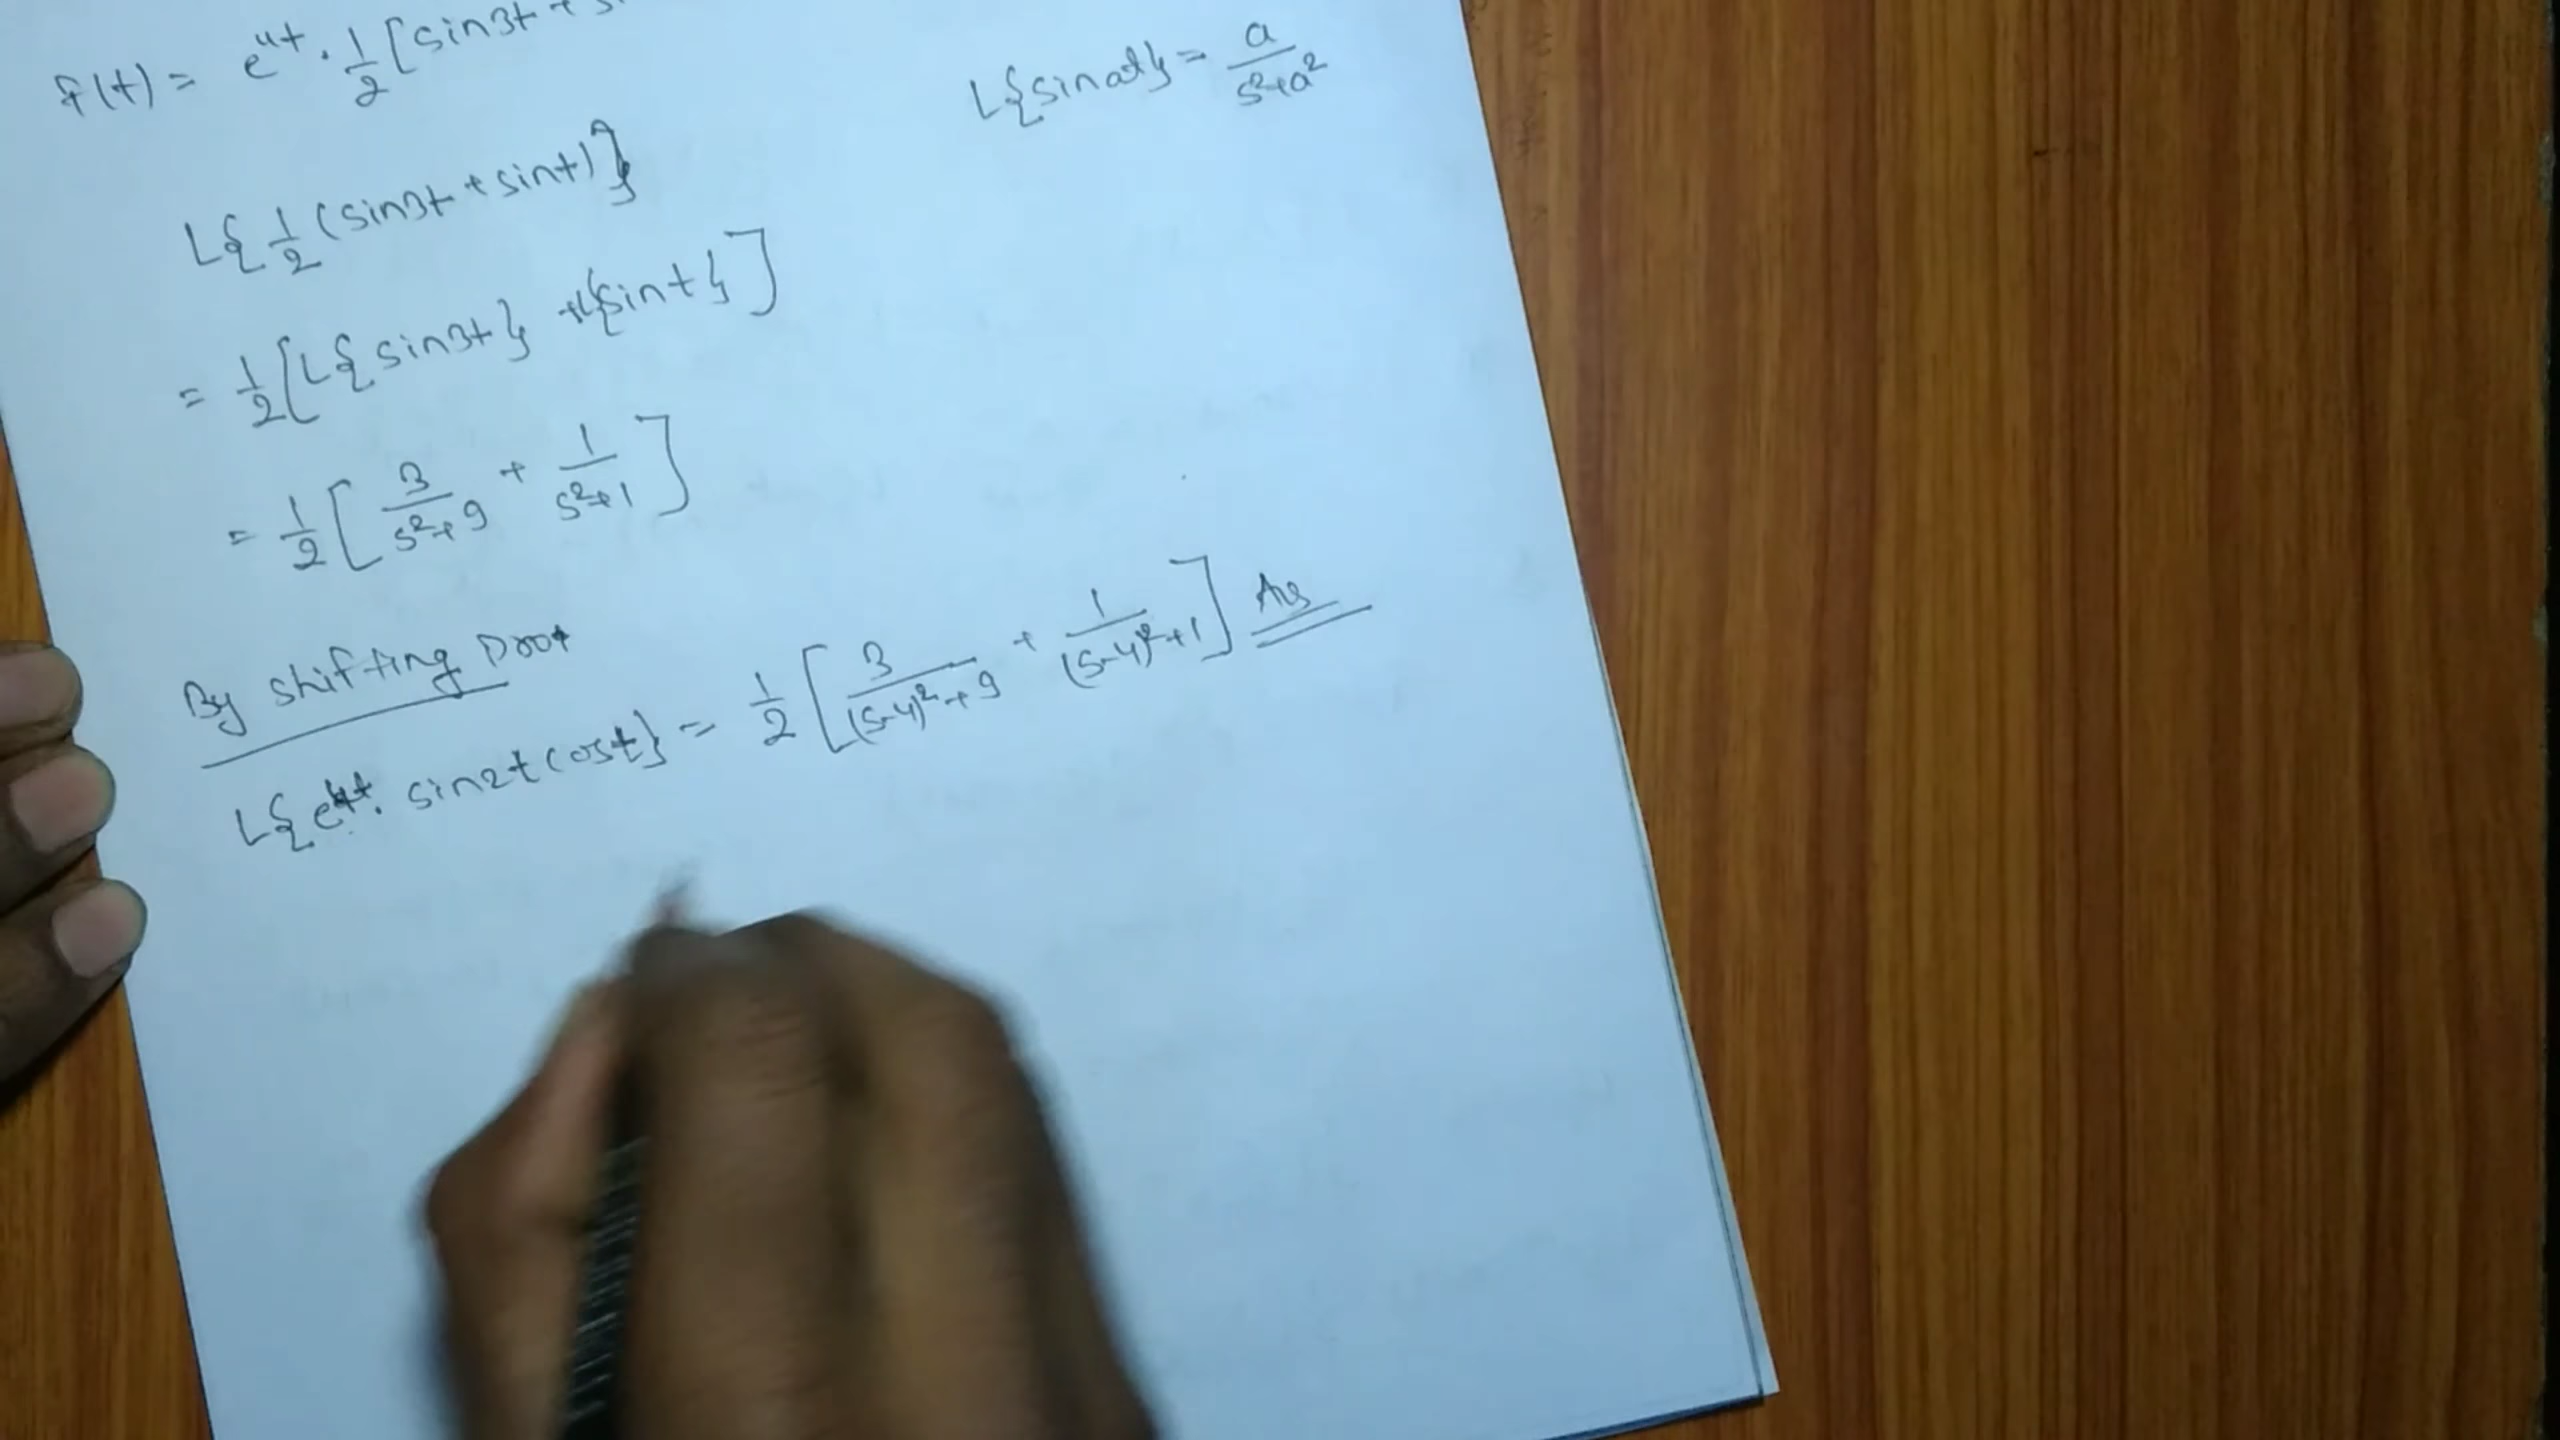 f(t) = e^4t . 1/2 [sin3t + s
L{sin at} = a/(s²+a²)
L{ 1/2 (sin3t + sint) }
= 1/2 [L{sin3t} + L{sint}]
= 1/2 [ 3/(s²+9) + 1/(s²+1) ]
By shifting prop
L{e^4t. sin2t cost} = 1/2 [ 3/((s-4)²+9) + 1/((s-4)²+1) ] Ans